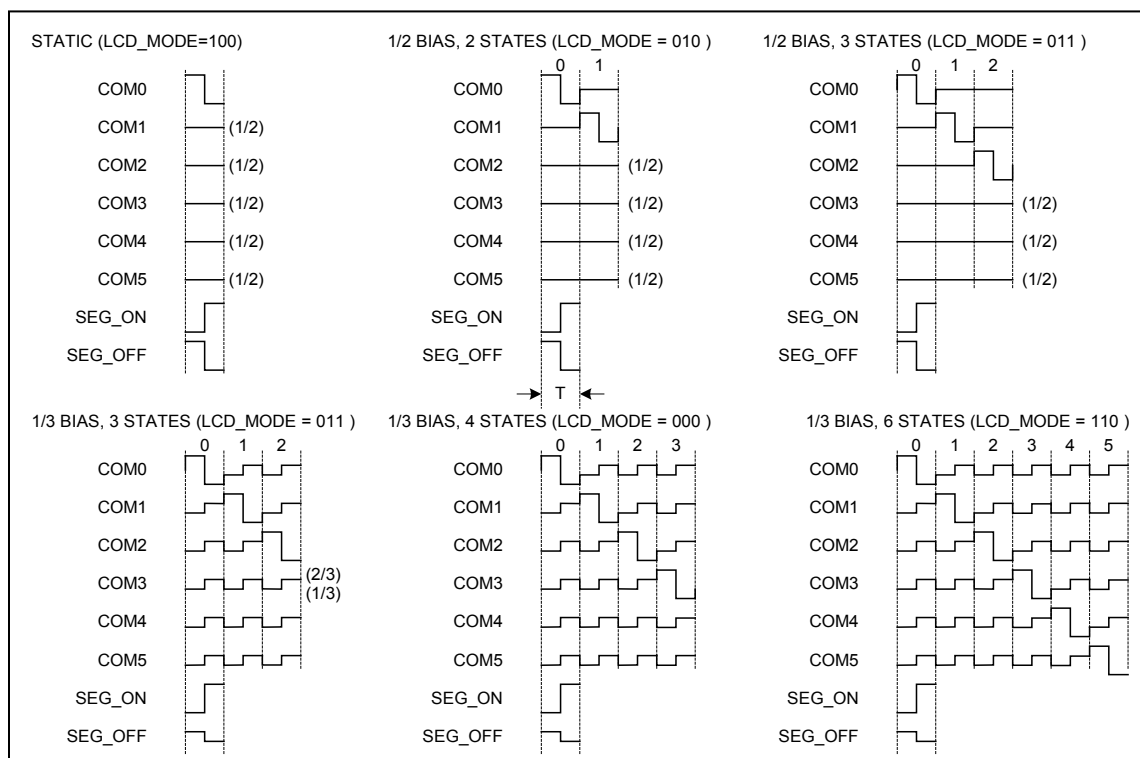 STATIC (LCD_MODE=100)
COM0
COM1 (1/2)
COM2 (1/2)
COM3 (1/2)
COM4 (1/2)
COM5 (1/2)
SEG_ON
SEG_OFF
1/2 BIAS, 2 STATES (LCD_MODE = 010 )
0 1
COM0
COM1
COM2 (1/2)
COM3 (1/2)
COM4 (1/2)
COM5 (1/2)
SEG_ON
SEG_OFF
T
1/2 BIAS, 3 STATES (LCD_MODE = 011 )
0 1 2
COM0
COM1
COM2
COM3 (1/2)
COM4 (1/2)
COM5 (1/2)
SEG_ON
SEG_OFF
1/3 BIAS, 3 STATES (LCD_MODE = 011 )
0 1 2
COM0
COM1
COM2
(2/3)
COM3
(1/3)
COM4
COM5
SEG_ON
SEG_OFF
1/3 BIAS, 4 STATES (LCD_MODE = 000 )
0 1 2 3
COM0
COM1
COM2
COM3
COM4
COM5
SEG_ON
SEG_OFF
1/3 BIAS, 6 STATES (LCD_MODE = 110 )
0 1 2 3 4 5
COM0
COM1
COM2
COM3
COM4
COM5
SEG_ON
SEG_OFF